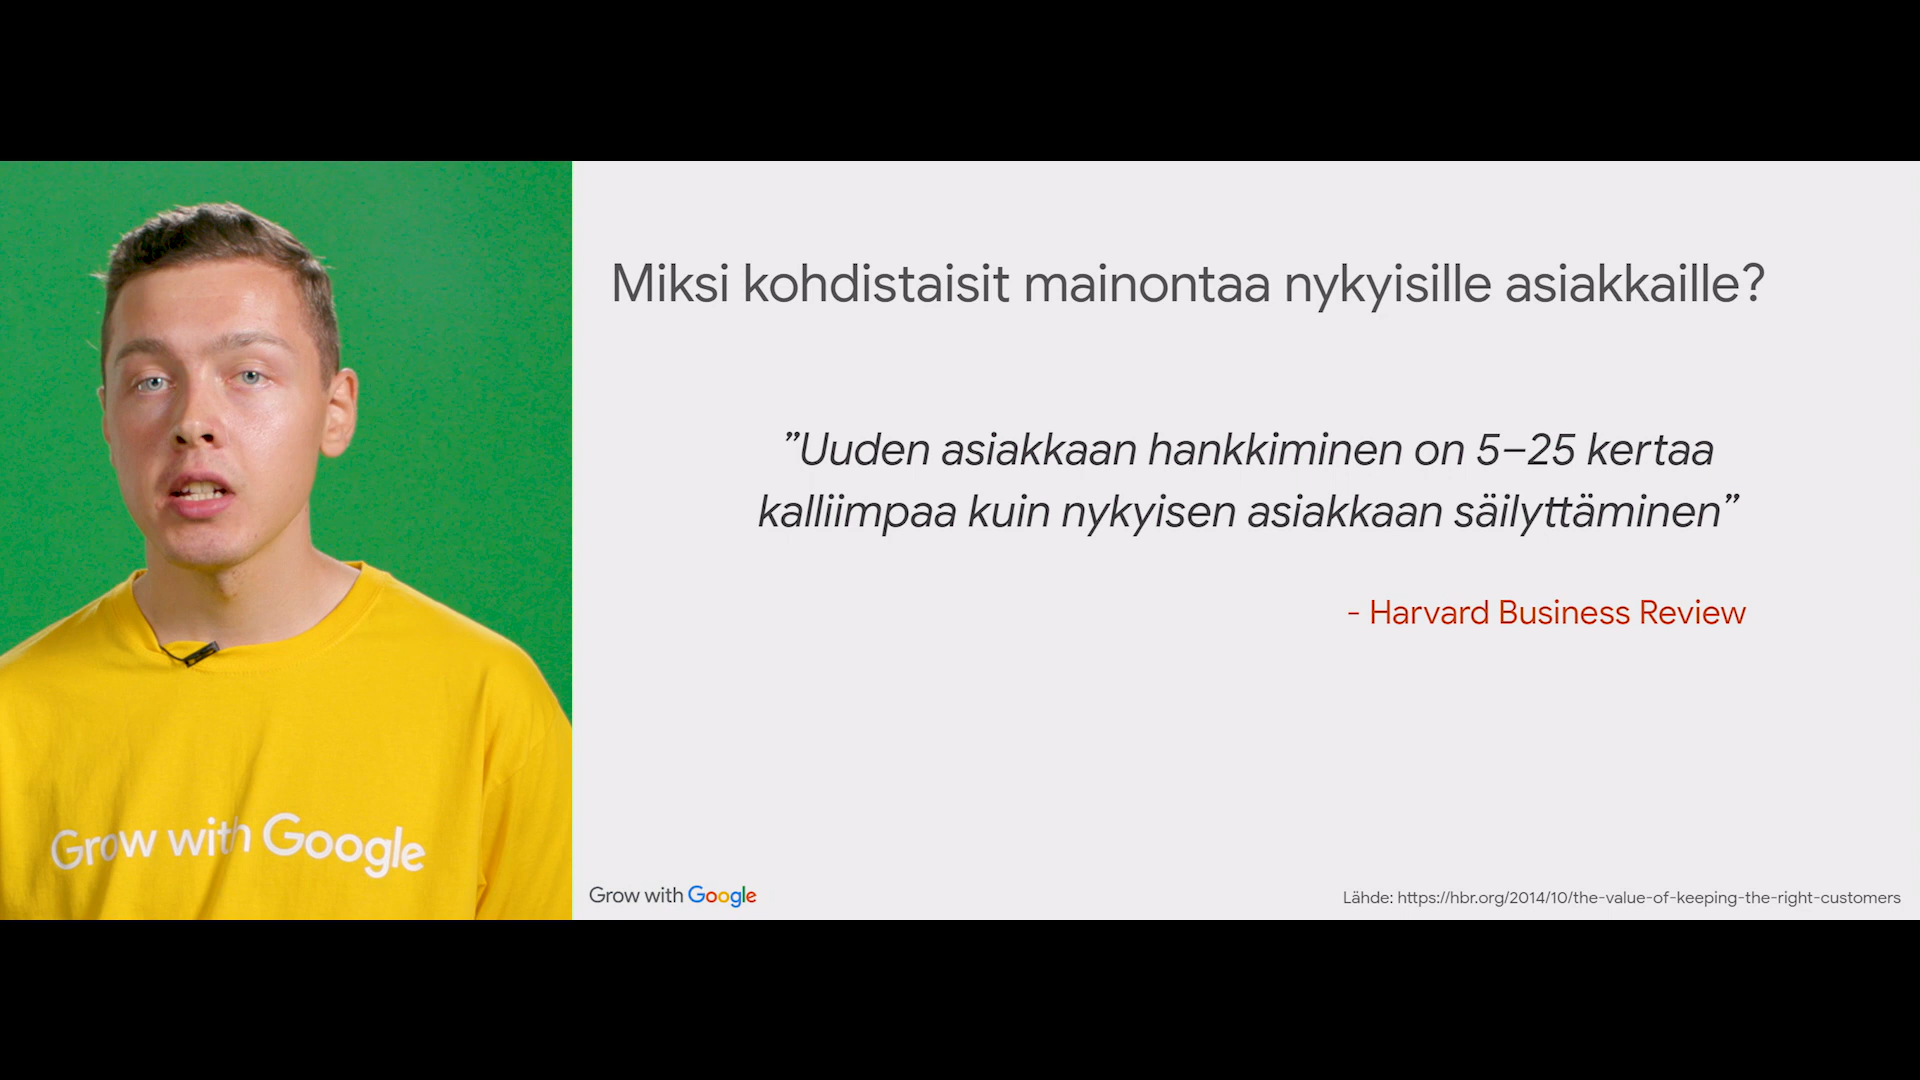 Miksi kohdistaisit mainontaa nykyisille asiakkaille?
”Uuden asiakkaan hankkiminen on 5–25 kertaa
kalliimpaa kuin nykyisen asiakkaan säilyttäminen”
- Harvard Business Review
Grow with Google
Grow with Google
Lähde: https://hbr.org/2014/10/the-value-of-keeping-the-right-customers